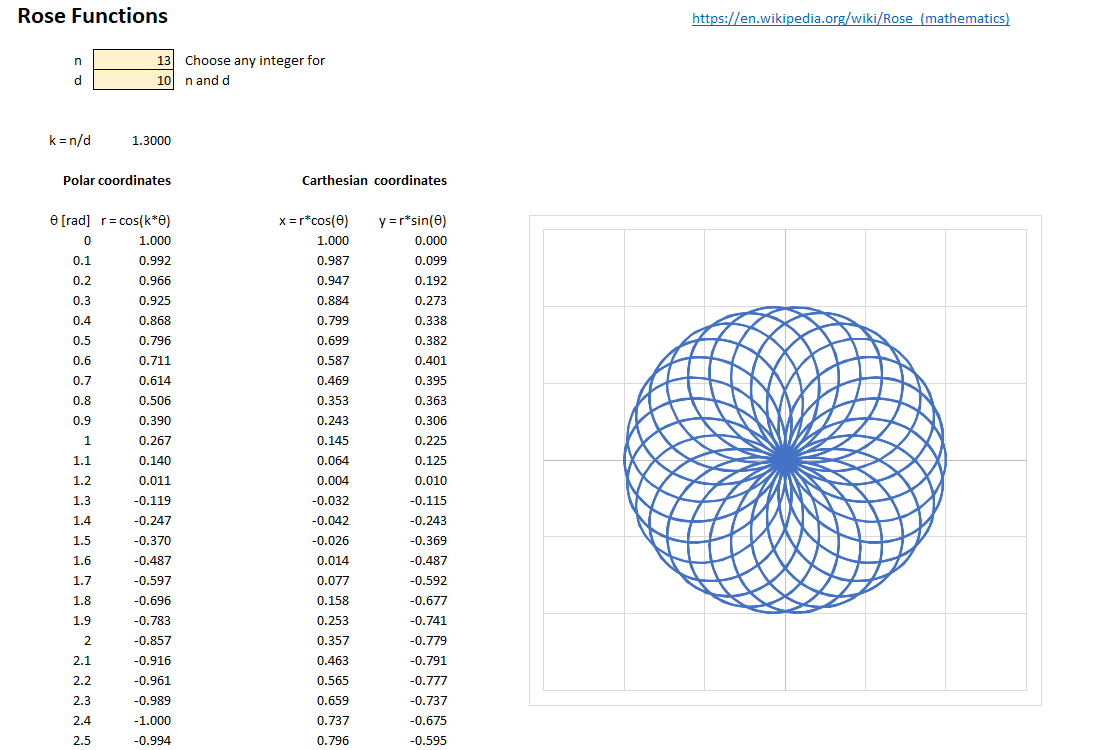 Rose Functions https://en.wikipedia.org/wiki/Rose_(mathematics)
n 13 Choose any integer for
d 10 n and d
k = n/d 1.3000
Polar coordinates Carthesian coordinates
θ [rad] r = cos(k*θ) x = r*cos(θ) y = r*sin(θ)
0 1.000 1.000 0.000
0.1 0.992 0.987 0.099
0.2 0.966 0.947 0.192
0.3 0.925 0.884 0.273
0.4 0.868 0.799 0.338
0.5 0.796 0.699 0.382
0.6 0.711 0.587 0.401
0.7 0.614 0.469 0.395
0.8 0.506 0.353 0.363
0.9 0.390 0.243 0.306
1 0.267 0.145 0.225
1.1 0.140 0.064 0.125
1.2 0.011 0.004 0.010
1.3 -0.119 -0.032 -0.115
1.4 -0.247 -0.042 -0.243
1.5 -0.370 -0.026 -0.369
1.6 -0.487 0.014 -0.487
1.7 -0.597 0.077 -0.592
1.8 -0.696 0.158 -0.677
1.9 -0.783 0.253 -0.741
2 -0.857 0.357 -0.779
2.1 -0.916 0.463 -0.791
2.2 -0.961 0.565 -0.777
2.3 -0.989 0.659 -0.737
2.4 -1.000 0.737 -0.675
2.5 -0.994 0.796 -0.595